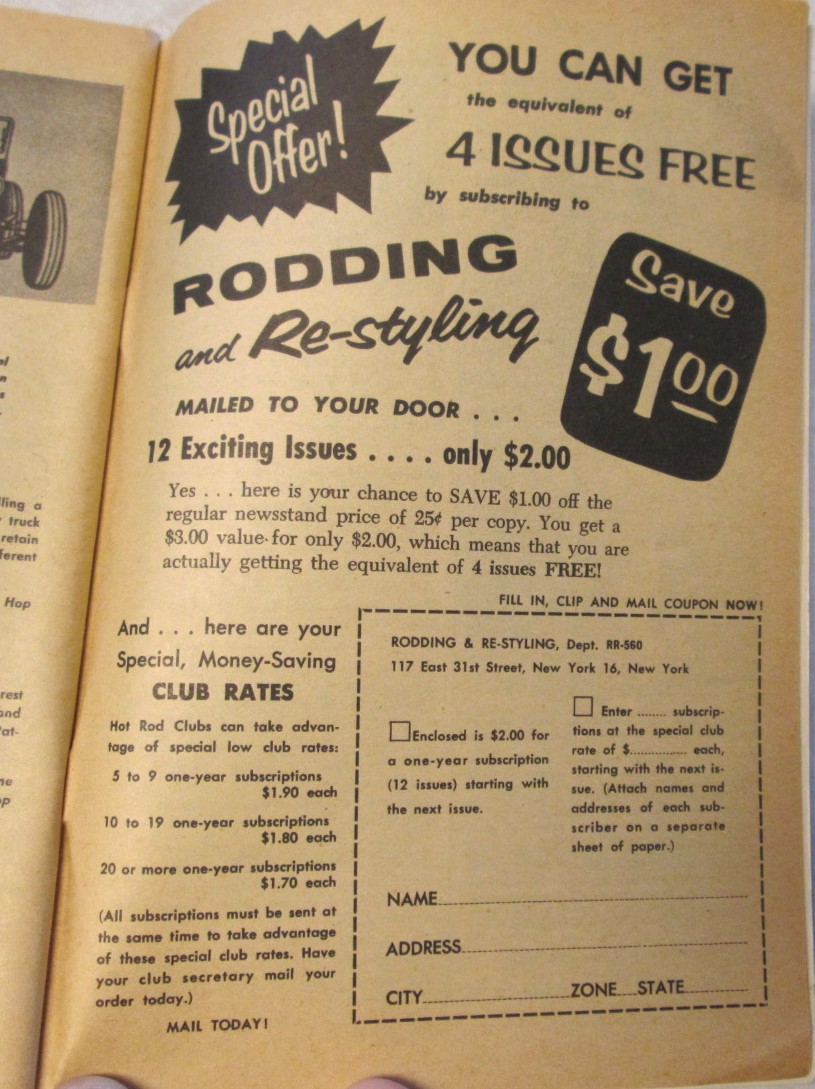 Special
Offer!
YOU CAN GET
the equivalent of
4 ISSUES FREE
by subscribing to
RODDING
and Re-styling
Save
$1.00
MAILED TO YOUR DOOR . . .
12 Exciting Issues . . . . only $2.00
Yes . . . here is your chance to SAVE $1.00 off the
regular newsstand price of 25¢ per copy. You get a
$3.00 value for only $2.00, which means that you are
actually getting the equivalent of 4 issues FREE!
And . . . here are your
Special, Money-Saving
CLUB RATES
Hot Rod Clubs can take advan-
tage of special low club rates:
5 to 9 one-year subscriptions
$1.90 each
10 to 19 one-year subscriptions
$1.80 each
20 or more one-year subscriptions
$1.70 each
(All subscriptions must be sent at
the same time to take advantage
of these special club rates. Have
your club secretary mail your
order today.)
MAIL TODAY!
FILL IN, CLIP AND MAIL COUPON NOW!
RODDING & RE-STYLING, Dept. RR-560
117 East 31st Street, New York 16, New York
Enclosed is $2.00 for
a one-year subscription
(12 issues) starting with
the next issue.
Enter ........ subscrip-
tions at the special club
rate of $............... each,
starting with the next is-
sue. (Attach names and
addresses of each sub-
scriber on a separate
sheet of paper.)
NAME
ADDRESS
CITY ZONE STATE
lling a
truck
retain
ferent
Hop
rest
and